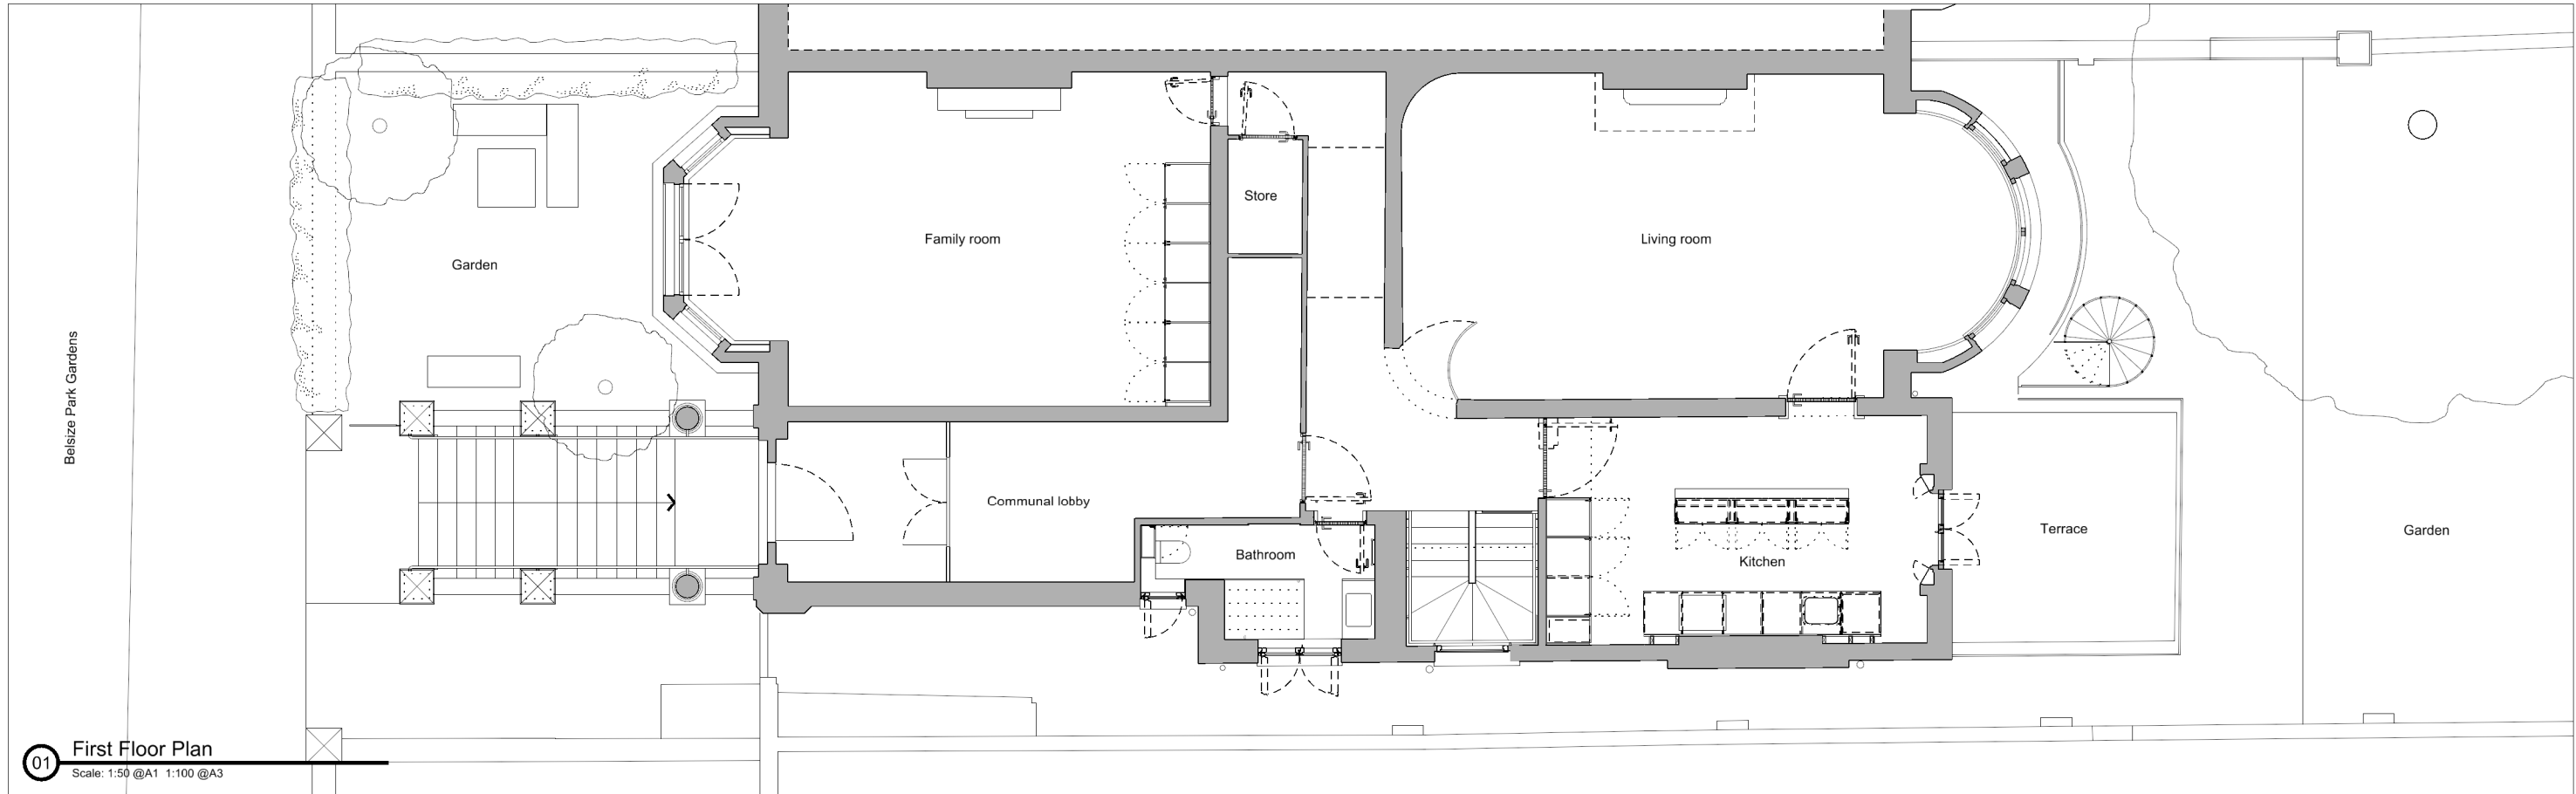 Belsize Park Gardens
Garden
Family room
Store
Living room
Communal lobby
Bathroom
Kitchen
Terrace
Garden
01
First Floor Plan
Scale: 1:50 @A1 1:100 @A3